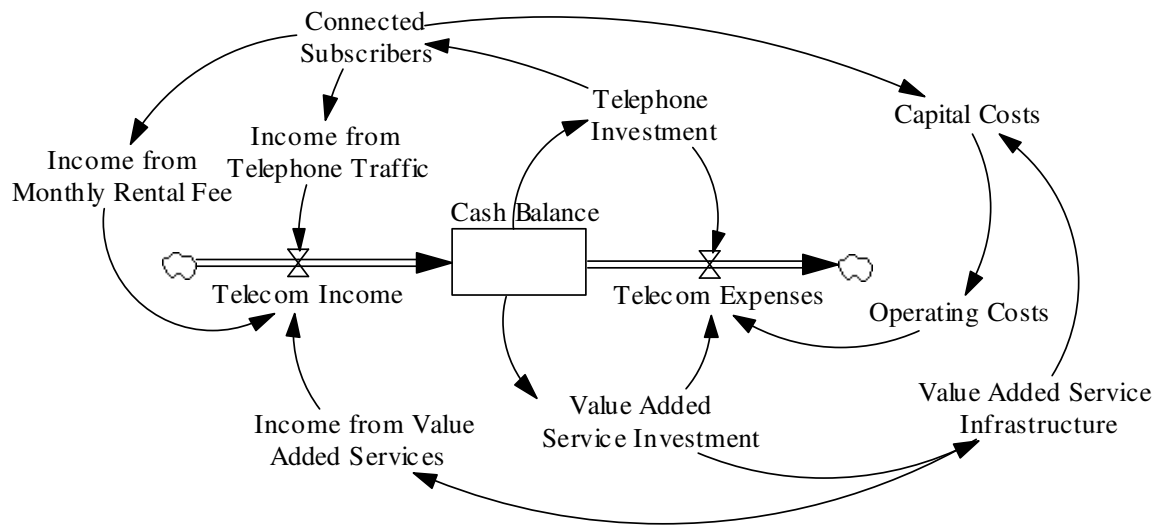 Connected
Subscribers
Telephone
Investment
Capital Costs
Income from
Telephone Traffic
Income from
Monthly Rental Fee
Cash Balance
Telecom Income
Telecom Expenses
Operating Costs
Value Added Service
Infrastructure
Value Added
Service Investment
Income from Value
Added Services